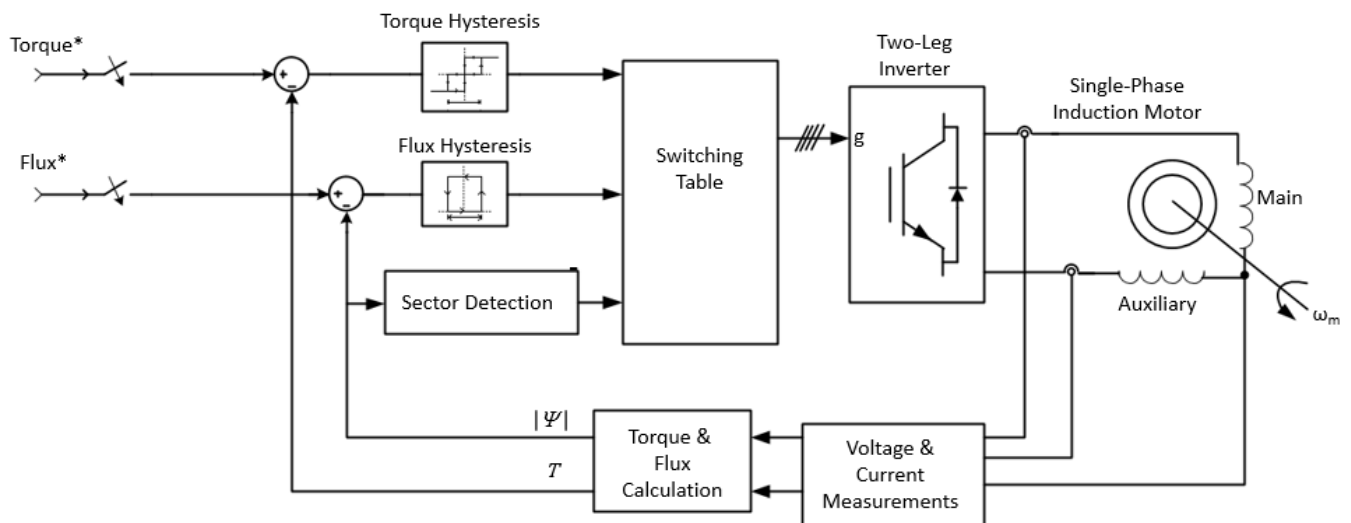 Torque Hysteresis
Torque*
Two-Leg
Inverter
Single-Phase
Induction Motor
+
-
Flux Hysteresis
Flux*
Switching
Table
g
+
-
Main
Sector Detection
Auxiliary
ωm
|Ψ|
T
Torque &
Flux
Calculation
Voltage &
Current
Measurements